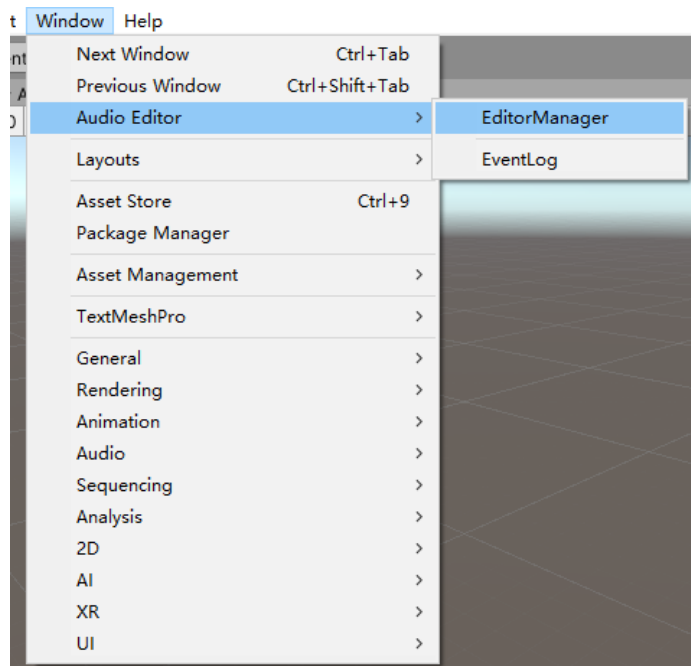 t Window Help
Next Window Ctrl+Tab
Previous Window Ctrl+Shift+Tab
Audio Editor > EditorManager
Layouts > EventLog
Asset Store Ctrl+9
Package Manager
Asset Management >
TextMeshPro >
General >
Rendering >
Animation >
Audio >
Sequencing >
Analysis >
2D >
AI >
XR >
UI >